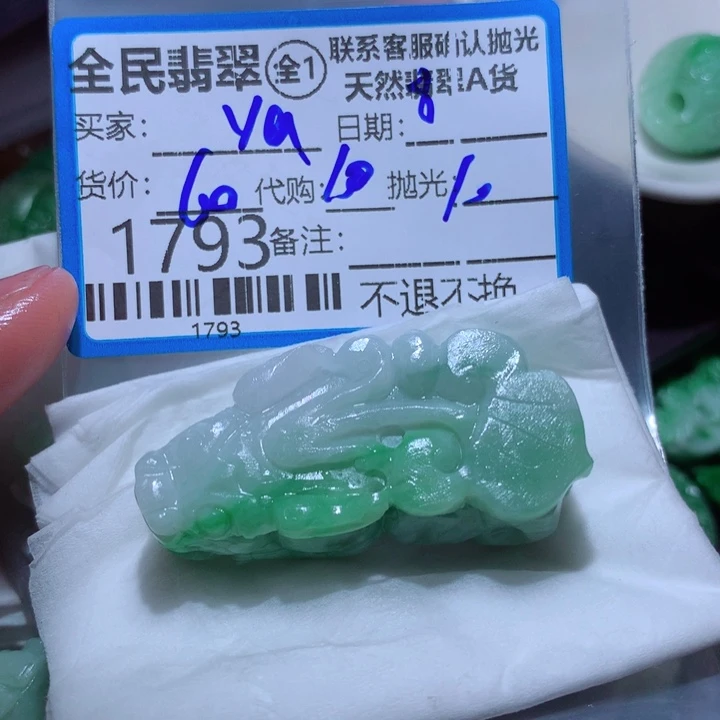 全民翡翠 全1 联系客服确认抛光
天然翡翠A货
买家: ya 日期: 8
货价: 60 代购: 10 抛光: 10
1793 备注:
不退不换
1793